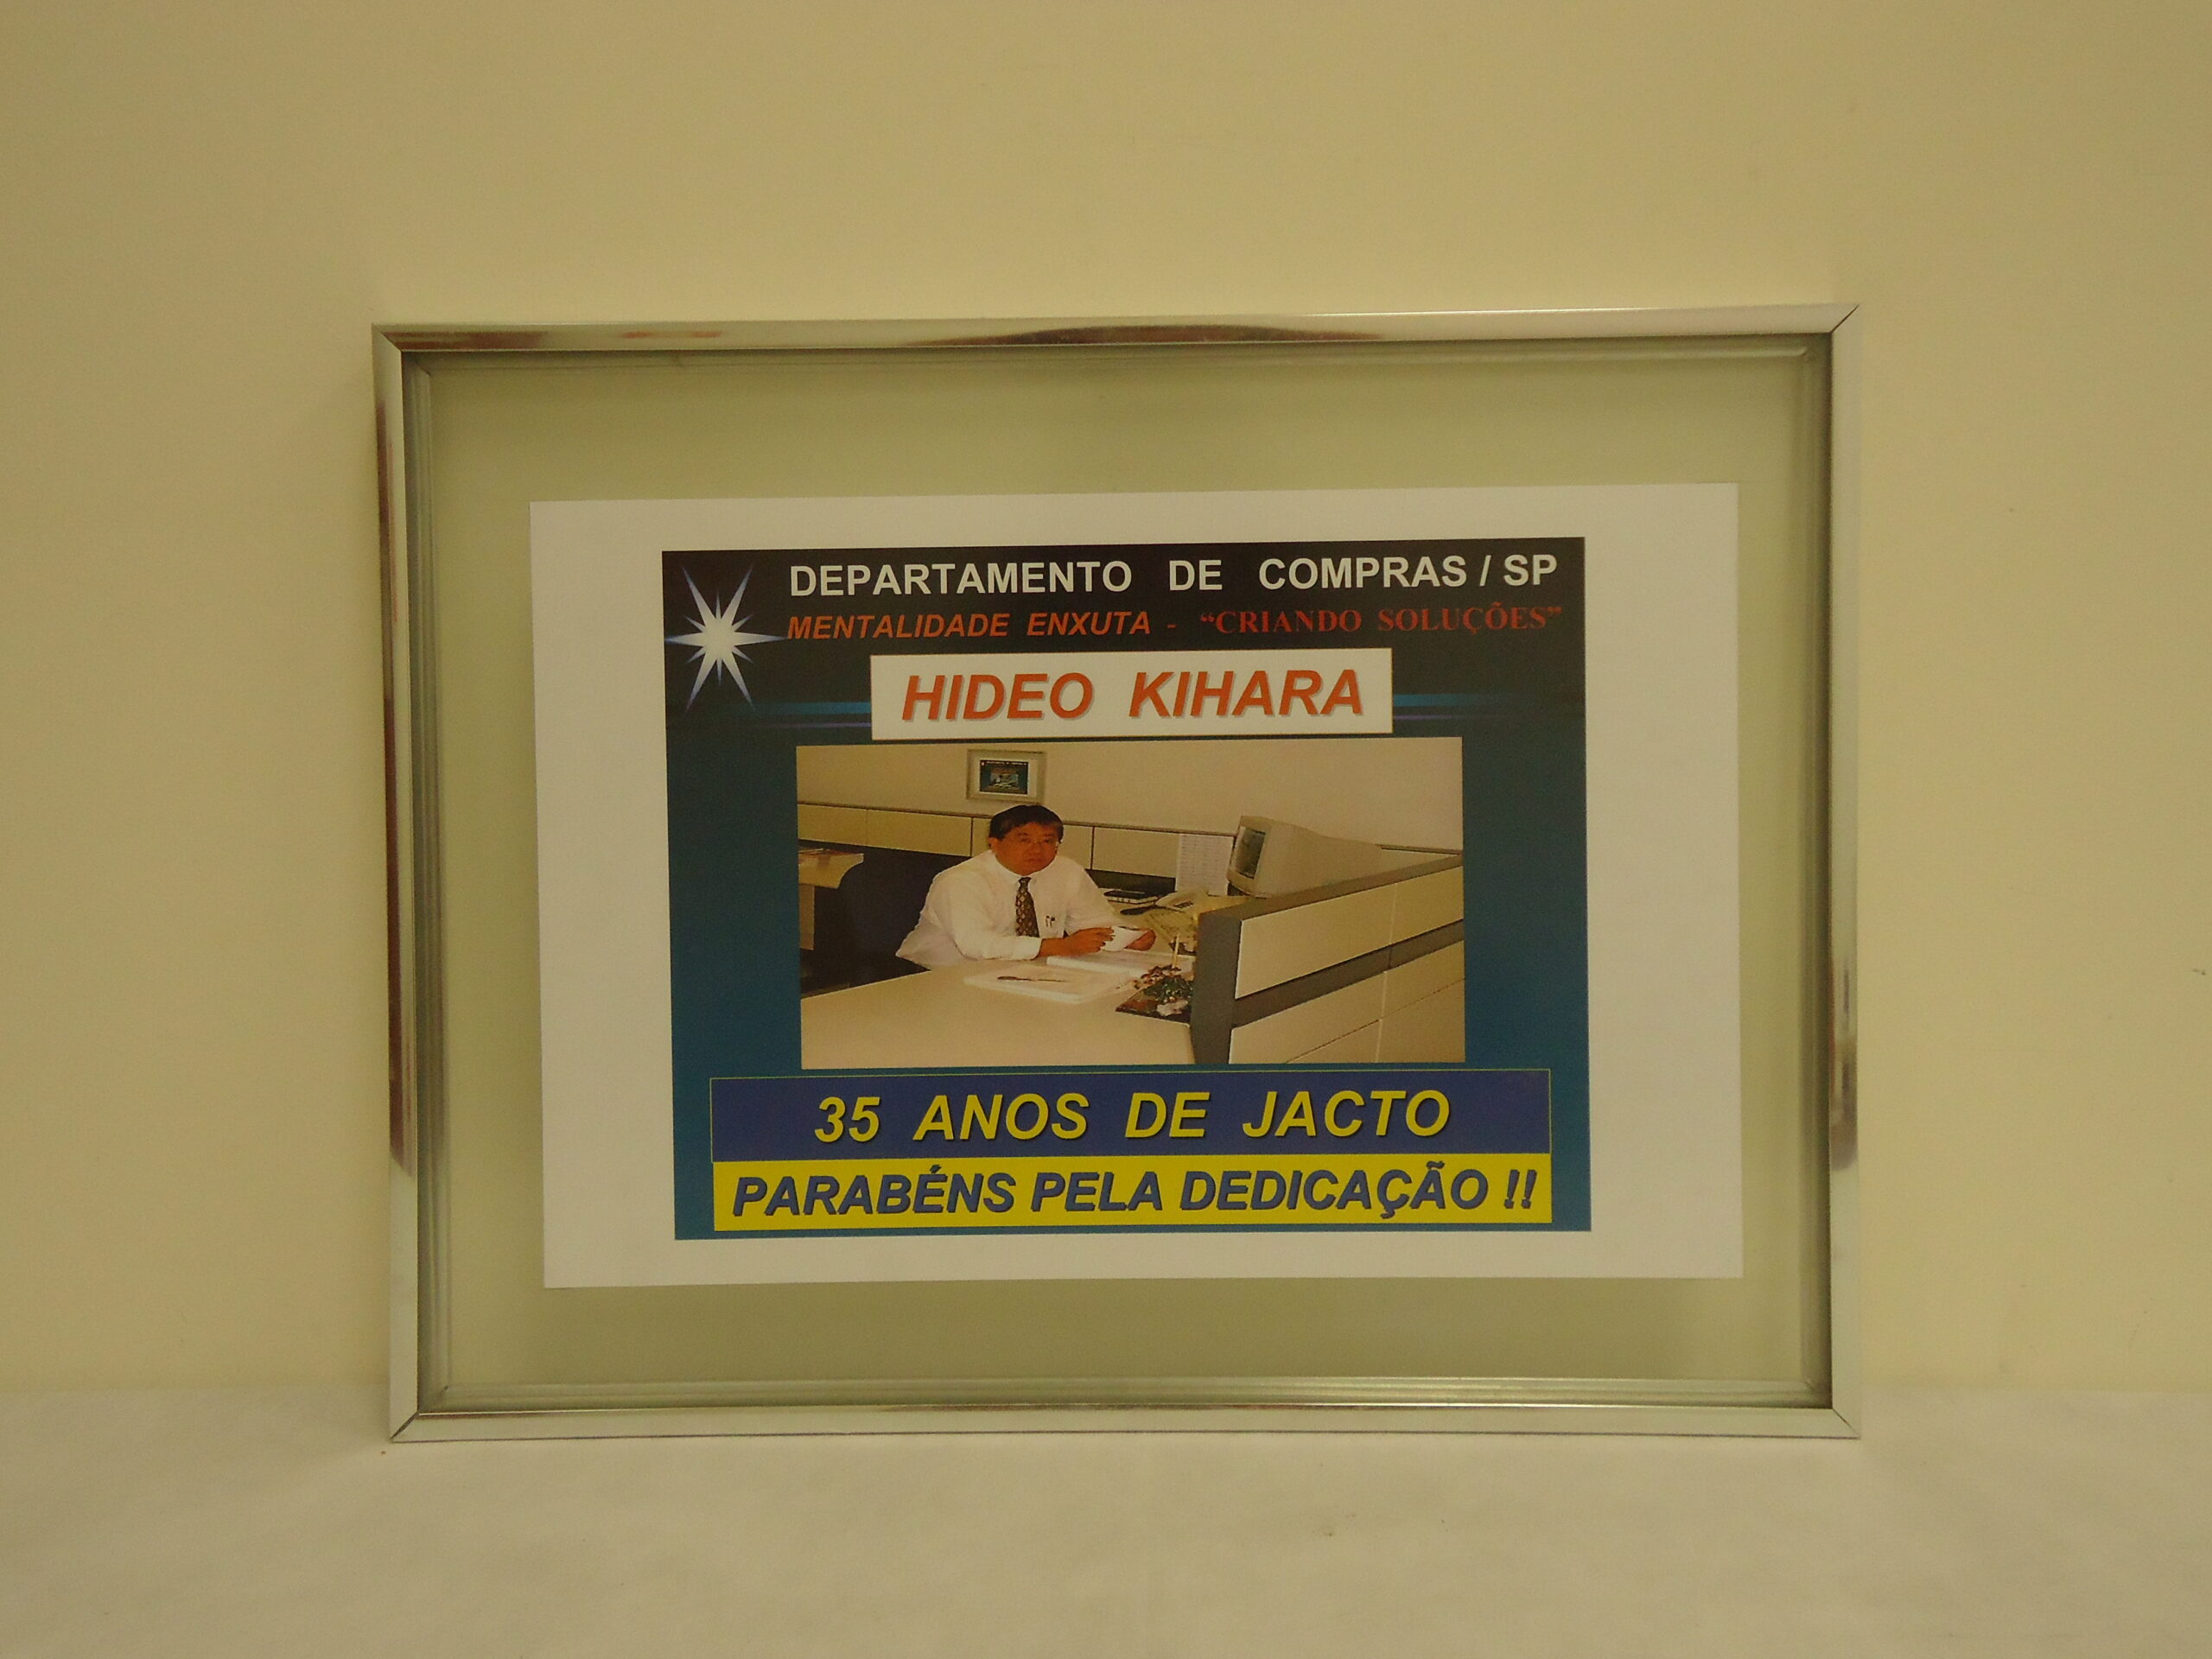 DEPARTAMENTO DE COMPRAS / SP
MENTALIDADE ENXUTA - “CRIANDO SOLUÇÕES”
HIDEO KIHARA
35 ANOS DE JACTO
PARABÉNS PELA DEDICAÇÃO !!